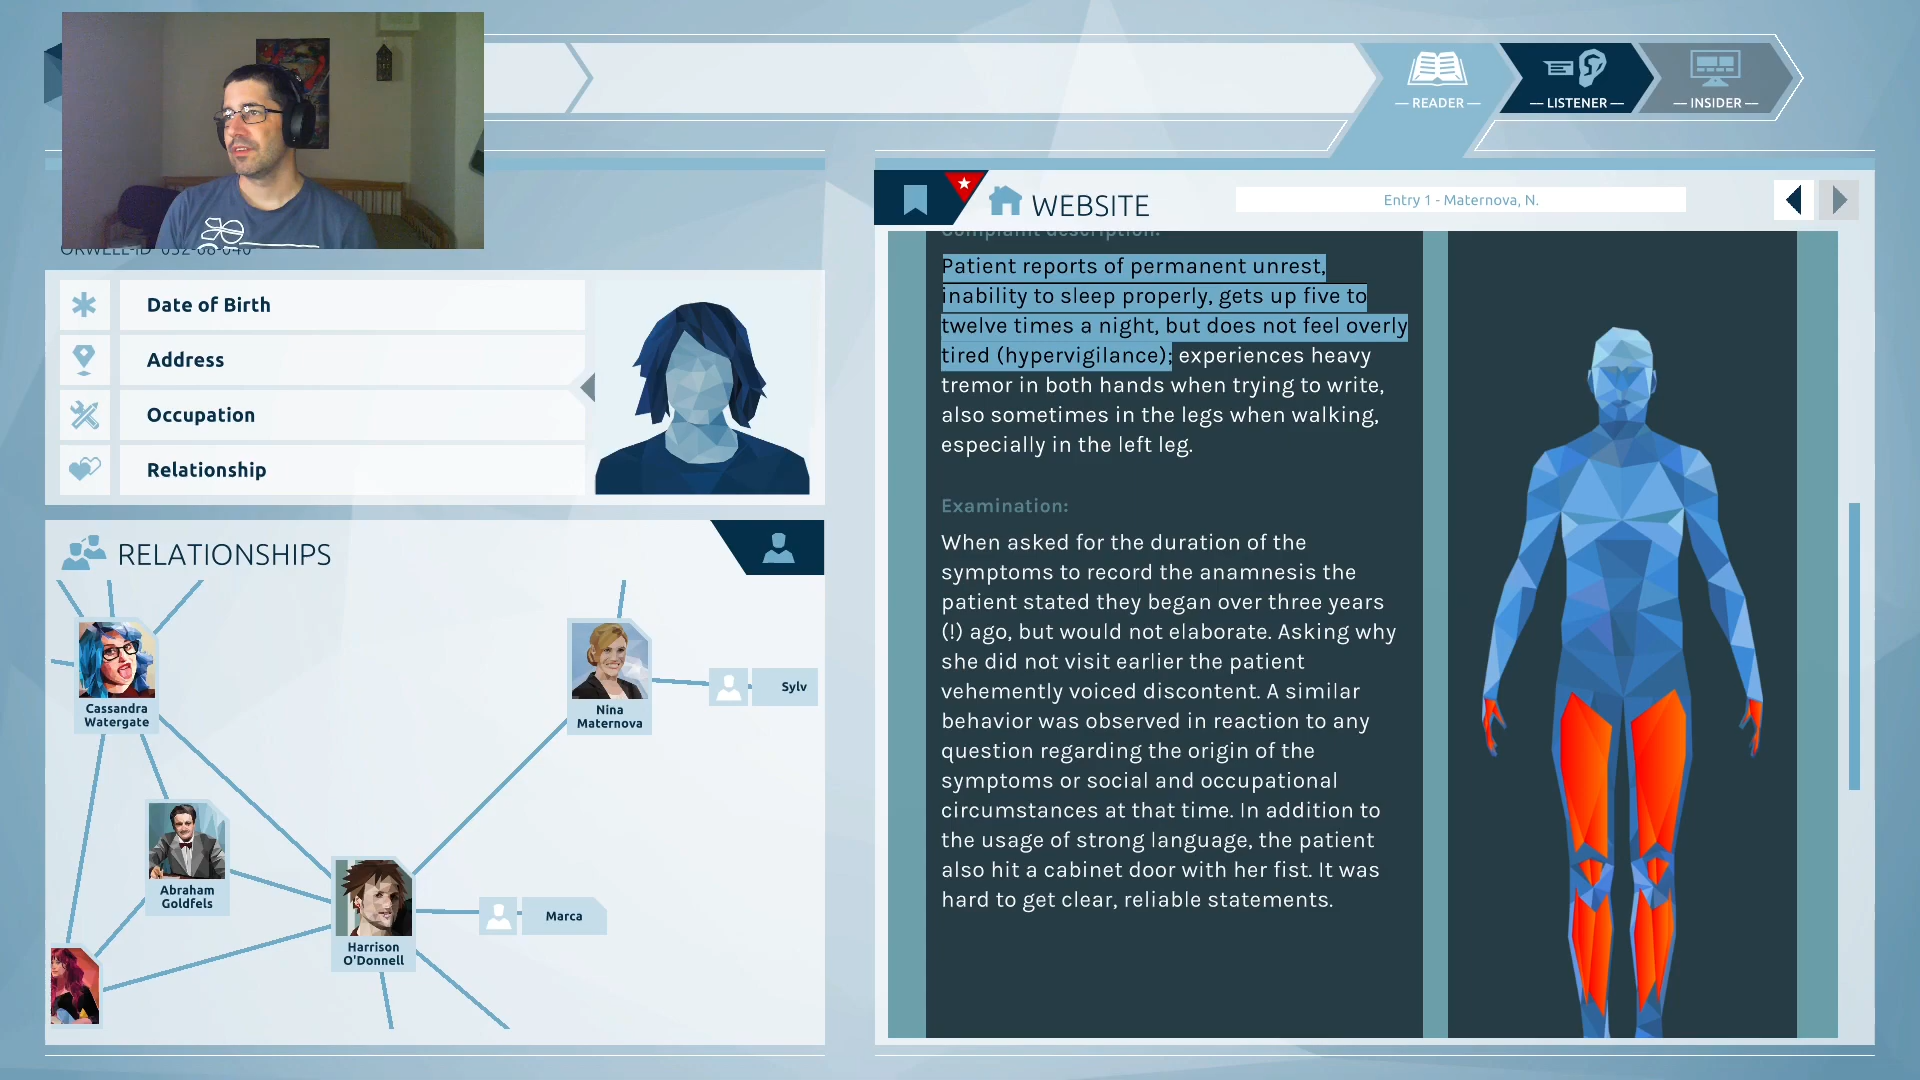 READER
LISTENER
INSIDER
WEBSITE
Entry 1 - Maternova, N.
ORWELL-ID 052-68-040
Date of Birth
Address
Occupation
Relationship
RELATIONSHIPS
Cassandra
Watergate
Nina
Maternova
Sylv
Abraham
Goldfels
Harrison
O'Donnell
Marca
Complaint description:
Patient reports of permanent unrest,
inability to sleep properly, gets up five to
twelve times a night, but does not feel overly
tired (hypervigilance); experiences heavy
tremor in both hands when trying to write,
also sometimes in the legs when walking,
especially in the left leg.
Examination:
When asked for the duration of the
symptoms to record the anamnesis the
patient stated they began over three years
(!) ago, but would not elaborate. Asking why
she did not visit earlier the patient
vehemently voiced discontent. A similar
behavior was observed in reaction to any
question regarding the origin of the
symptoms or social and occupational
circumstances at that time. In addition to
the usage of strong language, the patient
also hit a cabinet door with her fist. It was
hard to get clear, reliable statements.